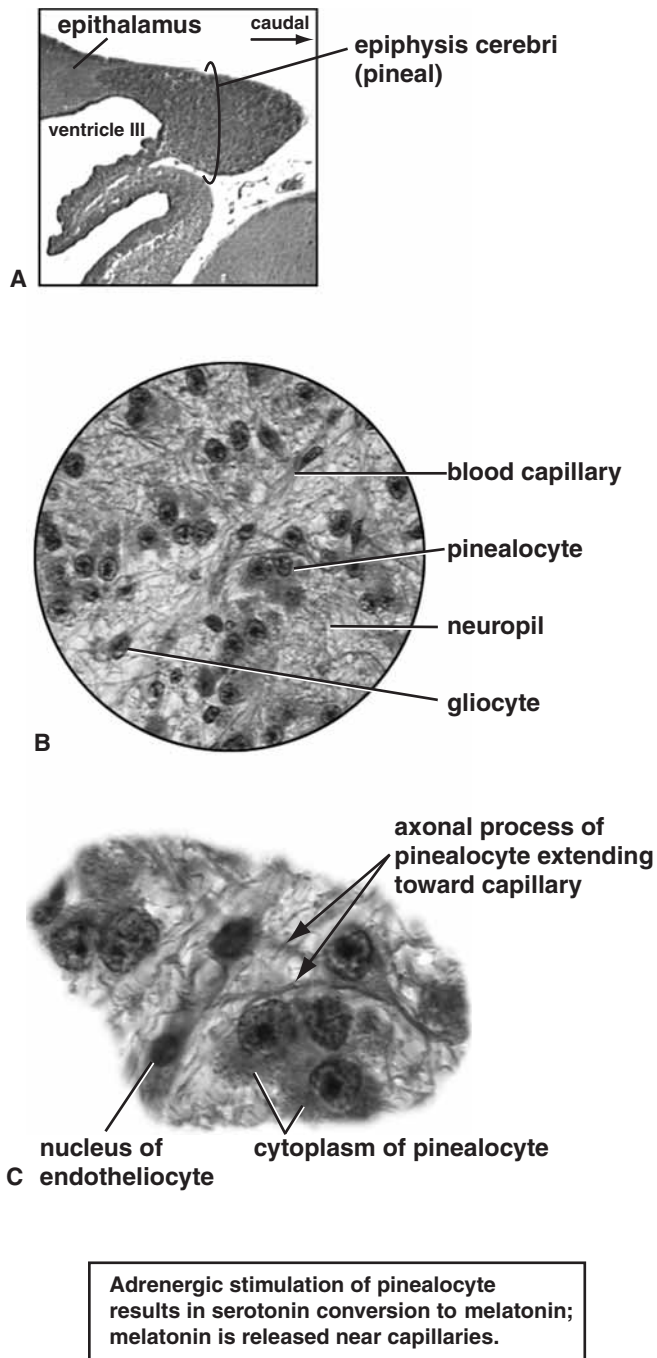 epithalamus
caudal
epiphysis cerebri
(pineal)
ventricle III
A
blood capillary
pinealocyte
neuropil
gliocyte
B
axonal process of
pinealocyte extending
toward capillary
nucleus of
endotheliocyte
cytoplasm of pinealocyte
C
Adrenergic stimulation of pinealocyte
results in serotonin conversion to melatonin;
melatonin is released near capillaries.